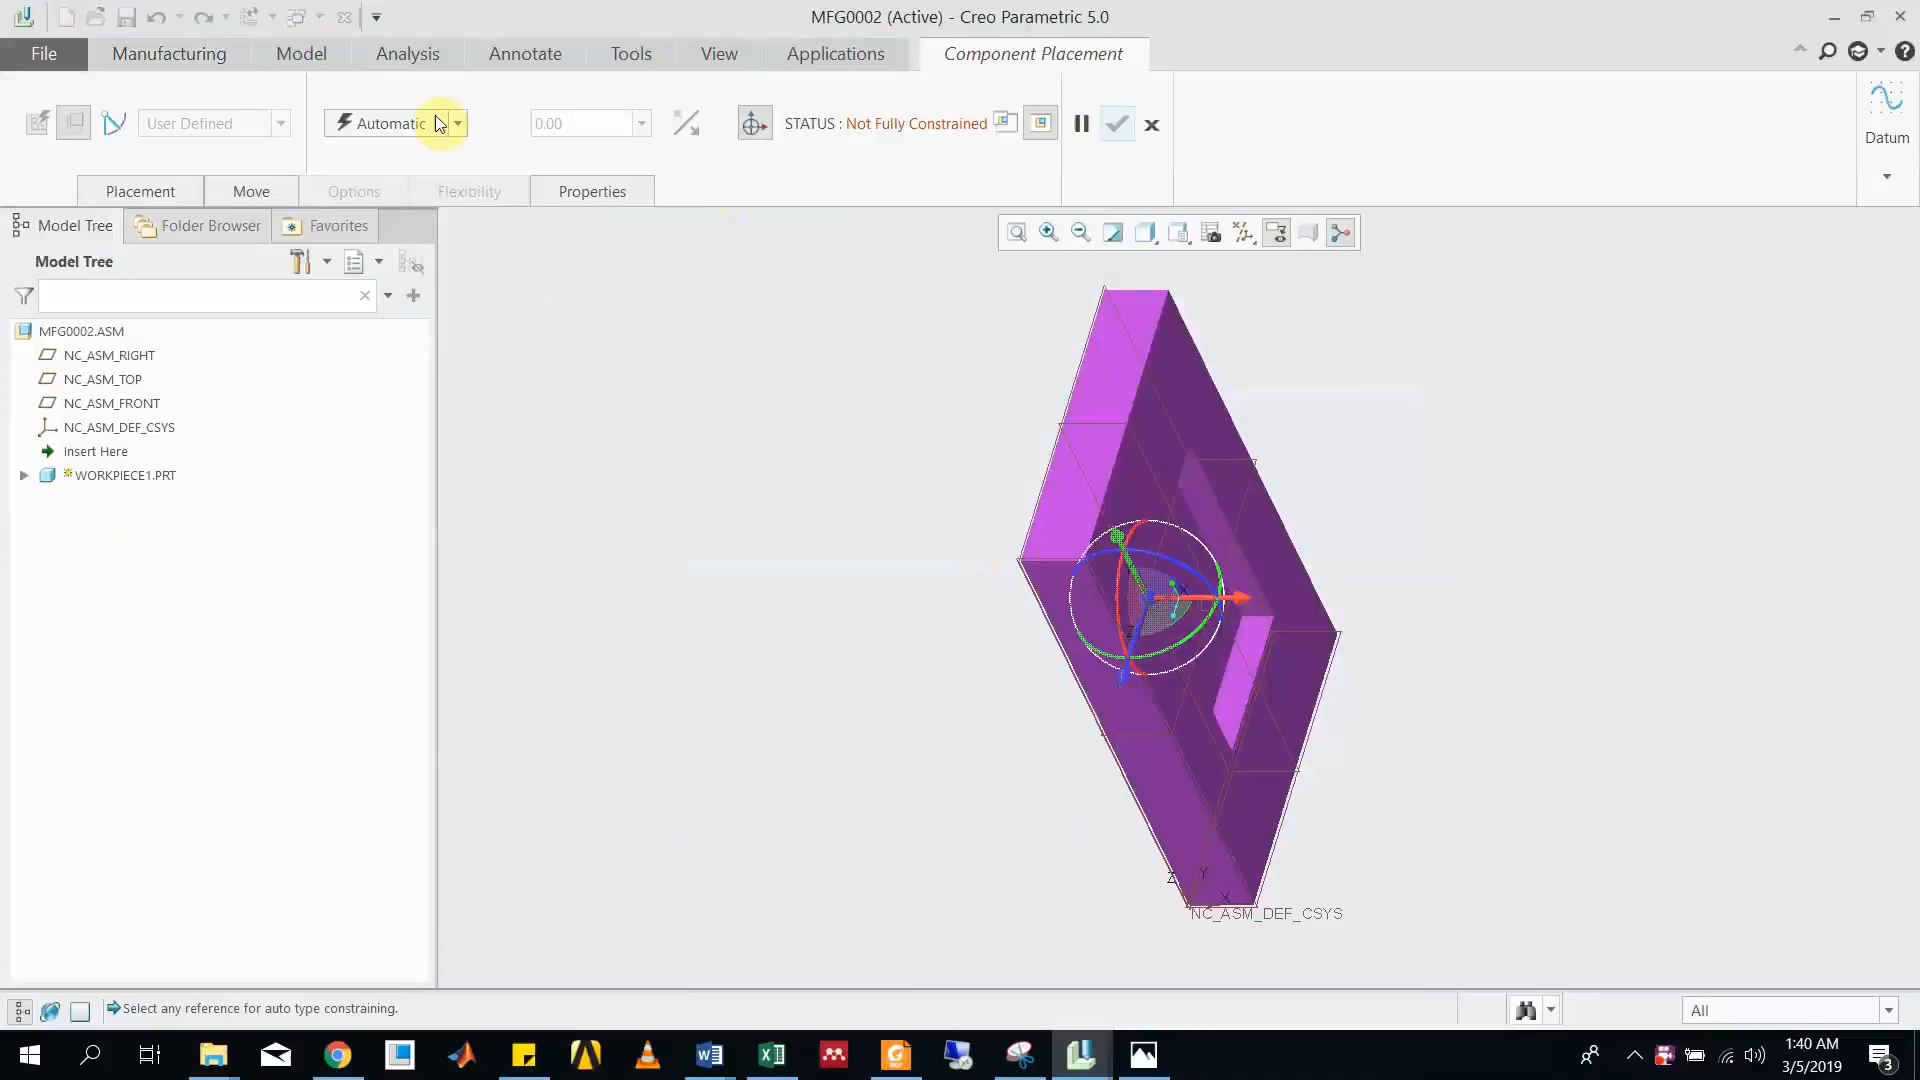 MFG0002 (Active) - Creo Parametric 5.0
File Manufacturing Model Analysis Annotate Tools View Applications Component Placement
User Defined Automatic 0.00 STATUS : Not Fully Constrained Datum
Placement Move Options Flexibility Properties
Model Tree Folder Browser Favorites
Model Tree
MFG0002.ASM
NC_ASM_RIGHT
NC_ASM_TOP
NC_ASM_FRONT
NC_ASM_DEF_CSYS
Insert Here
WORKPIECE1.PRT
X
Z
Z Y
X
NC_ASM_DEF_CSYS
Select any reference for auto type constraining. All
1:40 AM
3/5/2019
3